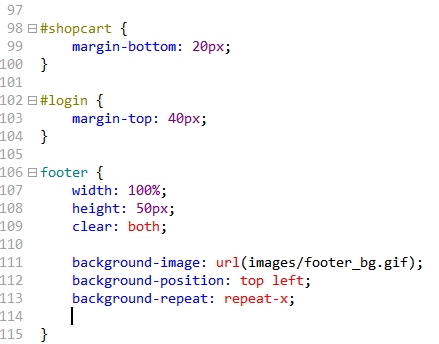 97
98 #shopcart {
99 margin-bottom: 20px;
100 }
101
102 #login {
103 margin-top: 40px;
104 }
105
106 footer {
107 width: 100%;
108 height: 50px;
109 clear: both;
110
111 background-image: url(images/footer_bg.gif);
112 background-position: top left;
113 background-repeat: repeat-x;
114
115 }